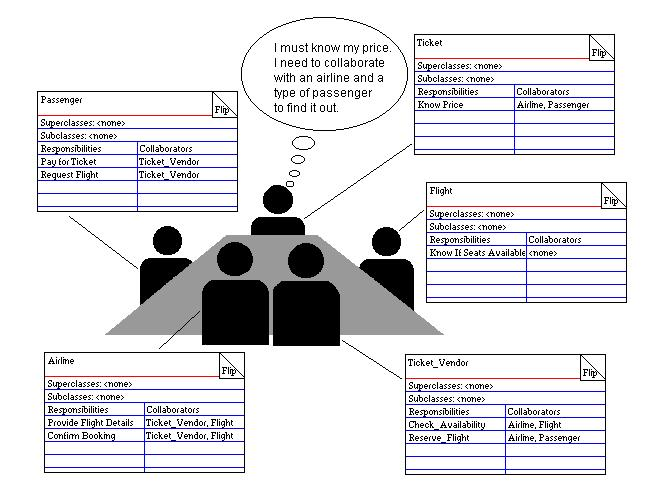 I must know my price.
I need to collaborate
with an airline and a
type of passenger
to find it out.
Ticket
Flip
Superclasses: <none>
Subclasses: <none>
Responsibilities Collaborators
Know Price Airline, Passenger
Passenger
Flip
Superclasses: <none>
Subclasses: <none>
Responsibilities Collaborators
Pay for Ticket Ticket_Vendor
Request Flight Ticket_Vendor
Flight
Flip
Superclasses: <none>
Subclasses: <none>
Responsibilities Collaborators
Know If Seats Available <none>
Airline
Flip
Superclasses: <none>
Subclasses: <none>
Responsibilities Collaborators
Provide Flight Details Ticket_Vendor, Flight
Confirm Booking Ticket_Vendor, Flight
Ticket_Vendor
Flip
Superclasses: <none>
Subclasses: <none>
Responsibilities Collaborators
Check_Availability Airline, Flight
Reserve_Flight Airline, Passenger